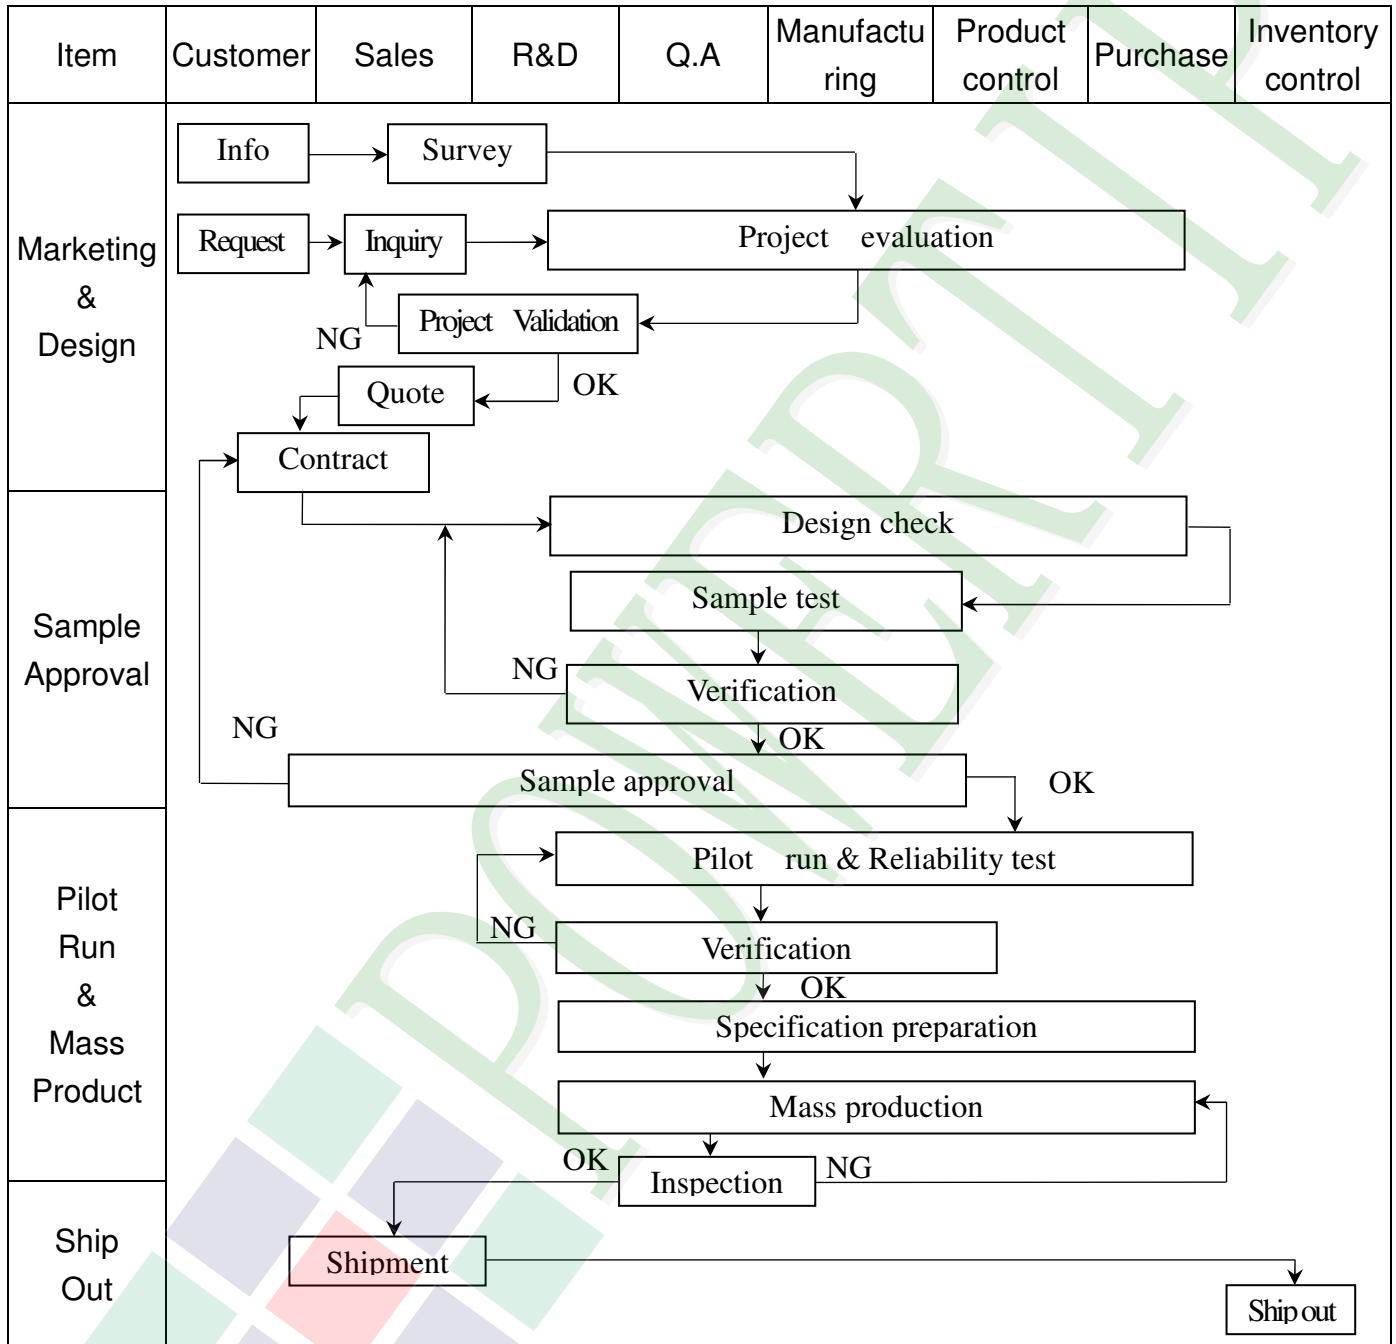 Item
Customer
Sales
R&D
Q.A
Manufactu
ring
Product
control
Purchase
Inventory
control
Marketing
&
Design
Info
Survey
Request
Inquiry
Project evaluation
NG
Project Validation
OK
Quote
Contract
Sample
Approval
Design check
Sample test
NG
Verification
NG
OK
Sample approval
OK
Pilot
Run
&
Mass
Product
Pilot run & Reliability test
NG
Verification
OK
Specification preparation
Mass production
OK
Inspection
NG
Ship
Out
Shipment
Ship out
POWERTIP